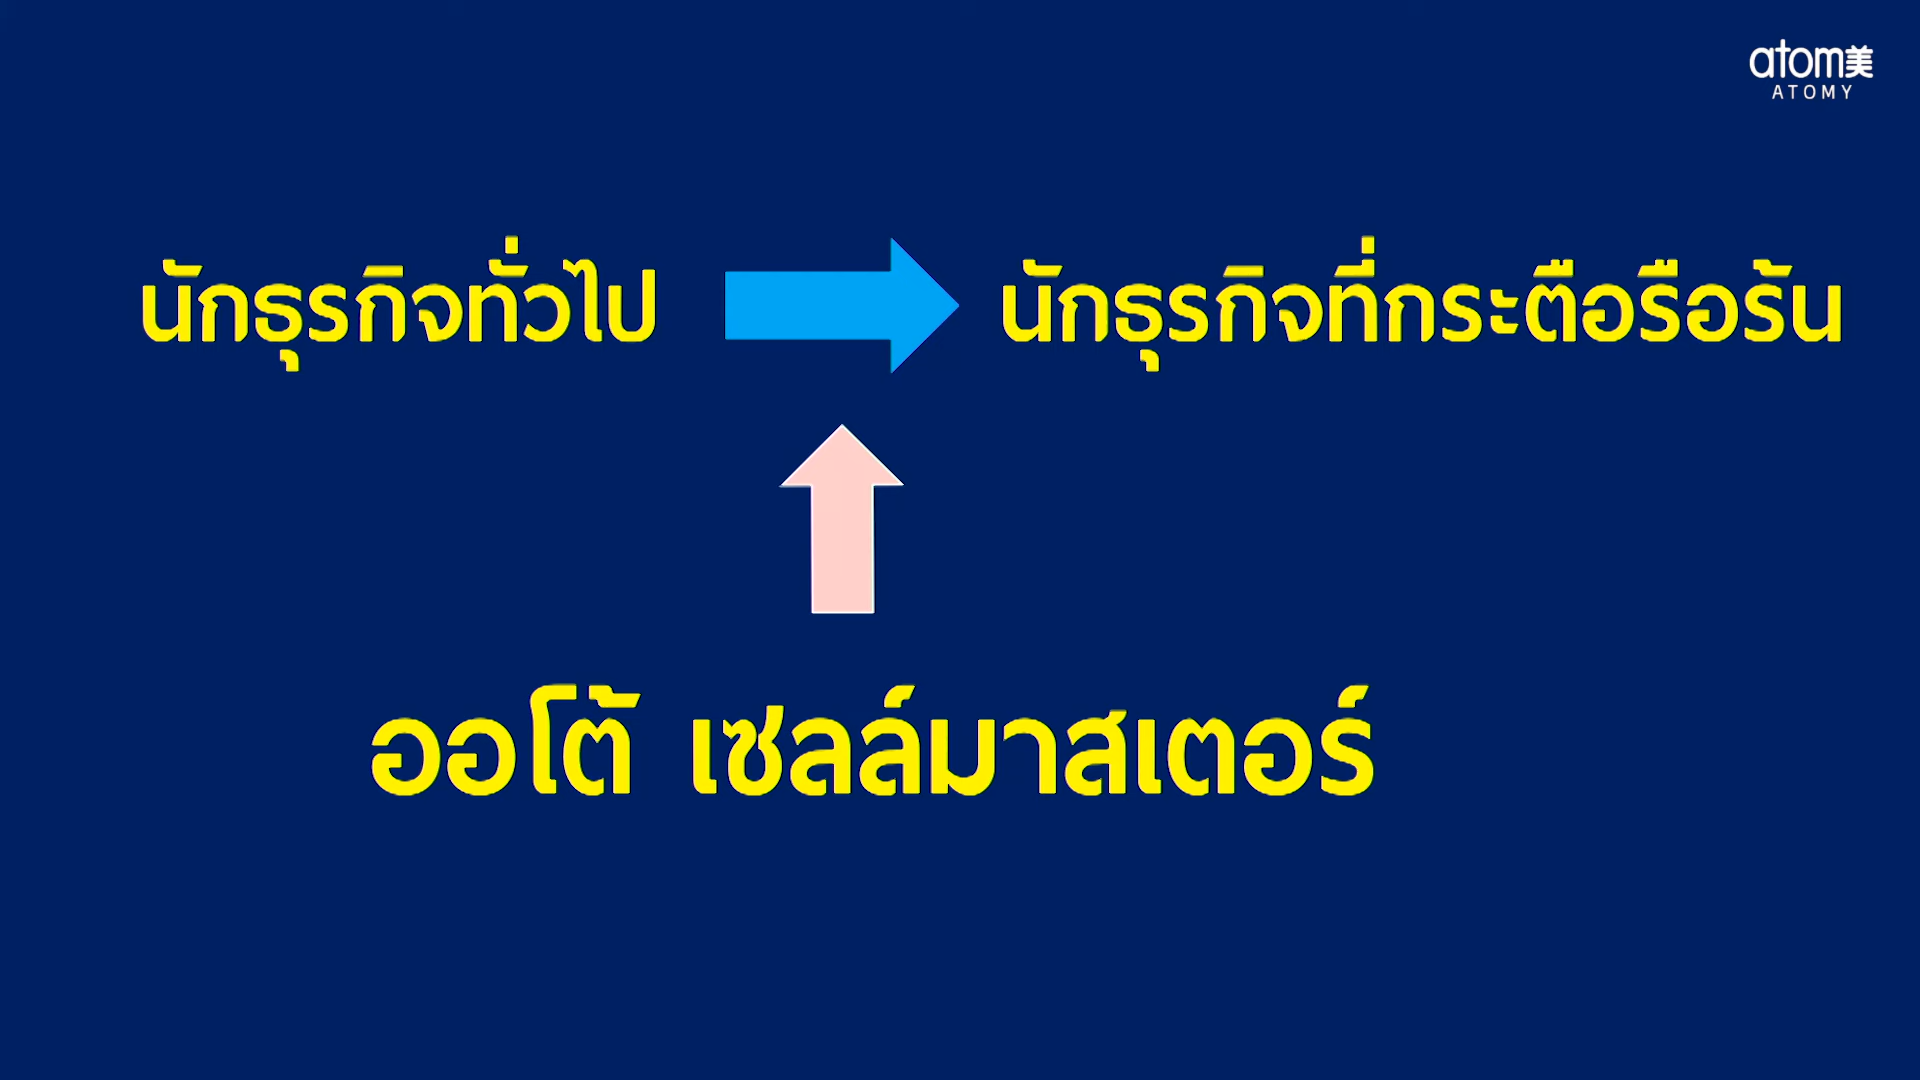 atom美
ATOMY
นักธุรกิจทั่วไป นักธุรกิจที่กระตือรือร้น
ออโต้ เซลล์มาสเตอร์